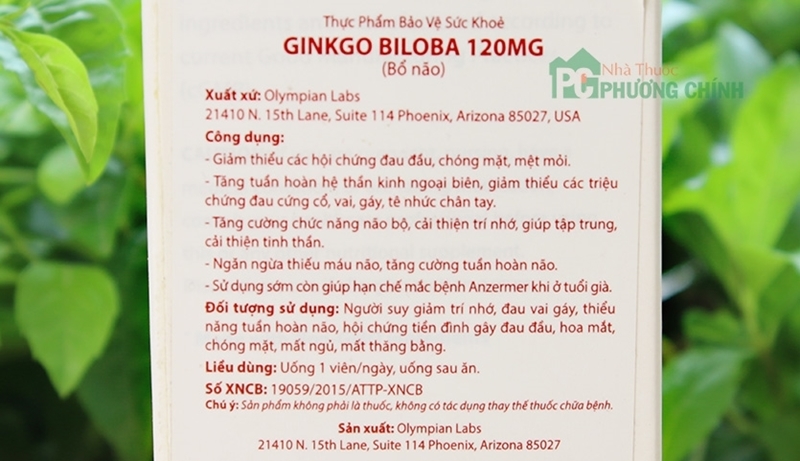 Thực Phẩm Bảo Vệ Sức Khoẻ
GINKGO BILOBA 120MG
(Bổ não)
Nhà Thuốc
PC PHƯƠNG CHÍNH
Xuất xứ: Olympian Labs
21410 N. 15th Lane, Suite 114 Phoenix, Arizona 85027, USA
Công dụng:
- Giảm thiểu các hội chứng đau đầu, chóng mặt, mệt mỏi.
- Tăng tuần hoàn hệ thần kinh ngoại biên, giảm thiểu các triệu
chứng đau cứng cổ, vai, gáy, tê nhức chân tay.
- Tăng cường chức năng não bộ, cải thiện trí nhớ, giúp tập trung,
cải thiện tinh thần.
- Ngăn ngừa thiếu máu não, tăng cường tuần hoàn não.
- Sử dụng sớm còn giúp hạn chế mắc bệnh Anzermer khi ở tuổi già.
Đối tượng sử dụng: Người suy giảm trí nhớ, đau vai gáy, thiểu
năng tuần hoàn não, hội chứng tiền đình gây đau đầu, hoa mắt,
chóng mặt, mất ngủ, mất thăng bằng.
Liều dùng: Uống 1 viên/ngày, uống sau ăn.
Số XNCB: 19059/2015/ATTP-XNCB
Chú ý: Sản phẩm không phải là thuốc, không có tác dụng thay thế thuốc chữa bệnh.
Sản xuất: Olympian Labs
21410 N. 15th Lane, Suite 114 Phoenix, Arizona 85027